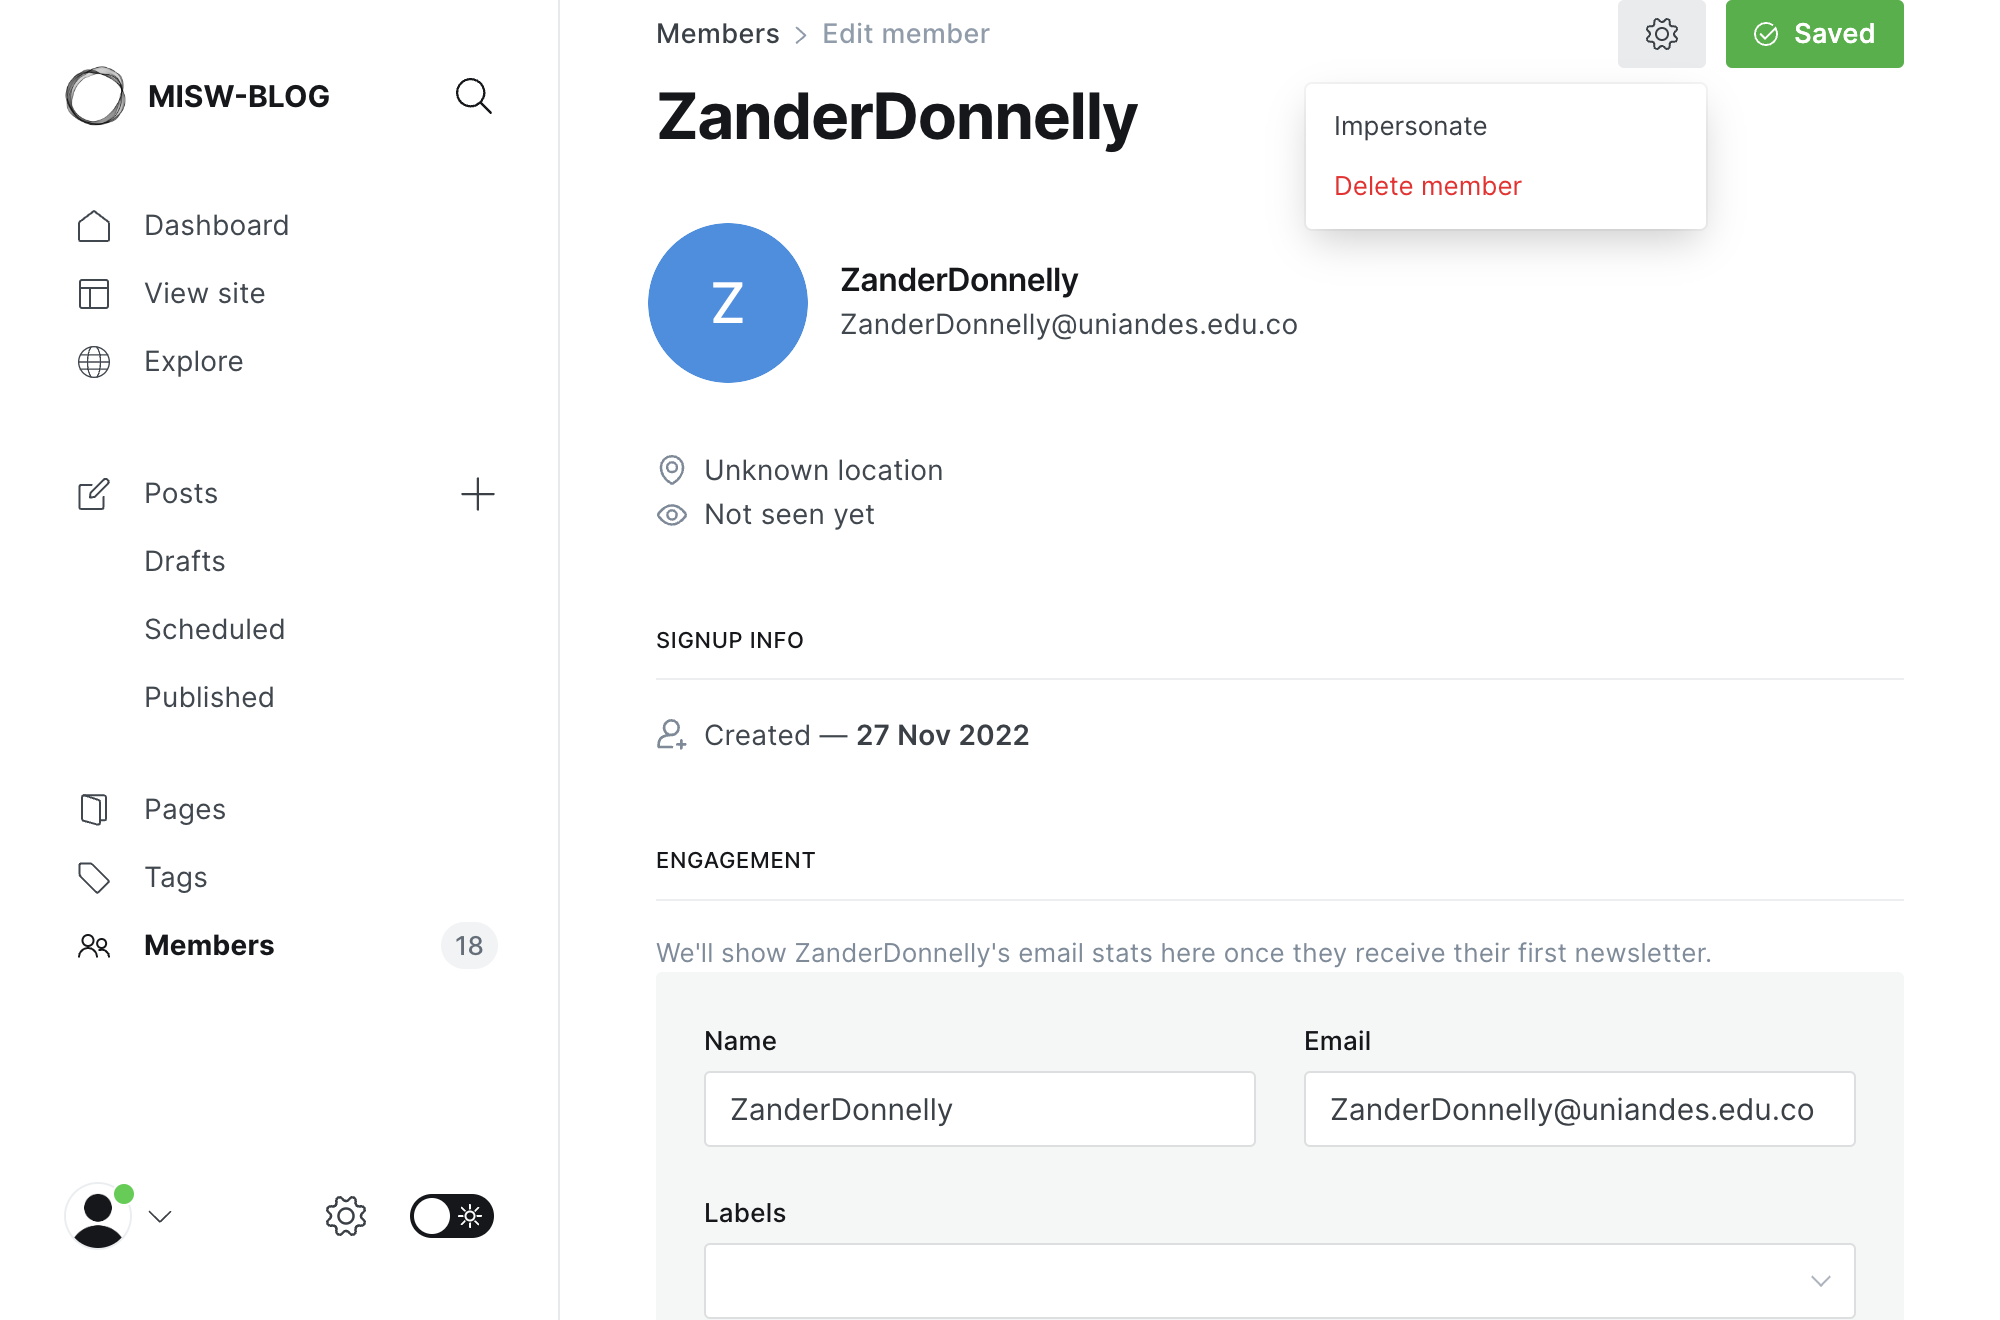 MISW-BLOG
Dashboard
View site
Explore
Posts
Drafts
Scheduled
Published
Pages
Tags
Members
18
Members > Edit member
Saved
ZanderDonnelly
Impersonate
Delete member
Z
ZanderDonnelly
ZanderDonnelly@uniandes.edu.co
Unknown location
Not seen yet
SIGNUP INFO
Created — 27 Nov 2022
ENGAGEMENT
We'll show ZanderDonnelly's email stats here once they receive their first newsletter.
Name
ZanderDonnelly
Email
ZanderDonnelly@uniandes.edu.co
Labels